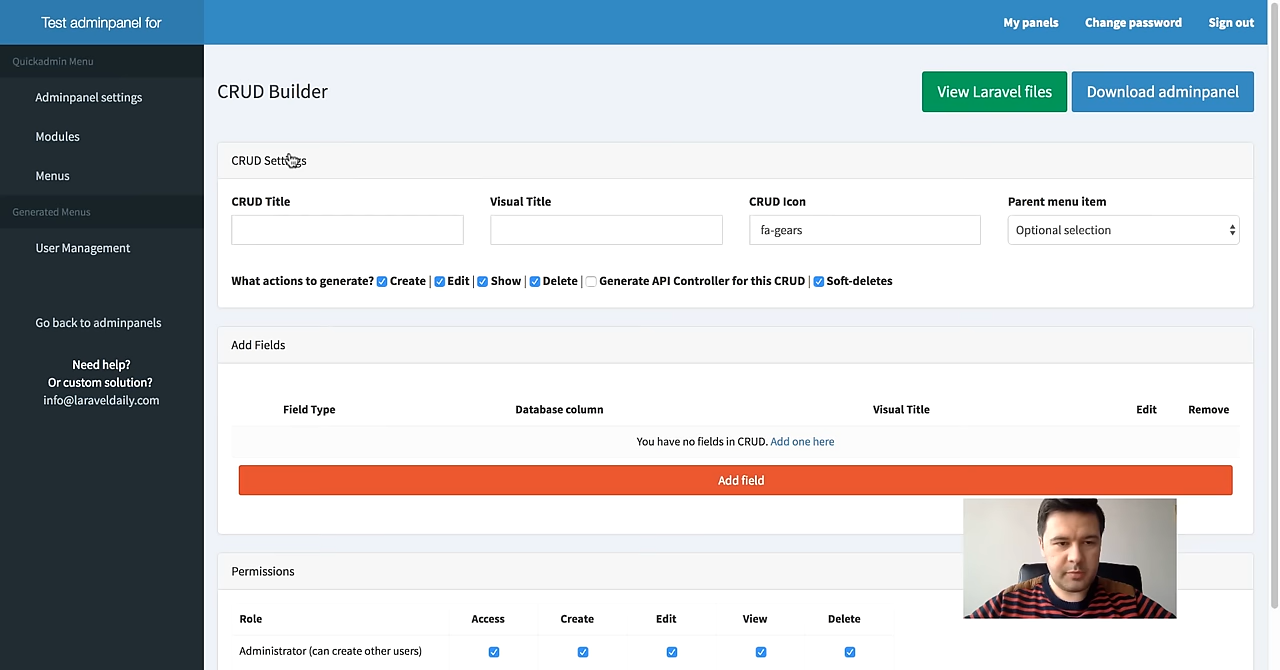 Test adminpanel for
My panels
Change password
Sign out
Quickadmin Menu
Adminpanel settings
Modules
Menus
Generated Menus
User Management
Go back to adminpanels
Need help?
Or custom solution?
info@laraveldaily.com
CRUD Builder
View Laravel files
Download adminpanel
CRUD Settings
CRUD Title
Visual Title
CRUD Icon
Parent menu item
fa-gears
Optional selection
What actions to generate? Create | Edit | Show | Delete | Generate API Controller for this CRUD | Soft-deletes
Add Fields
Field Type
Database column
Visual Title
Edit
Remove
You have no fields in CRUD. Add one here
Add field
Permissions
Role
Access
Create
Edit
View
Delete
Administrator (can create other users)